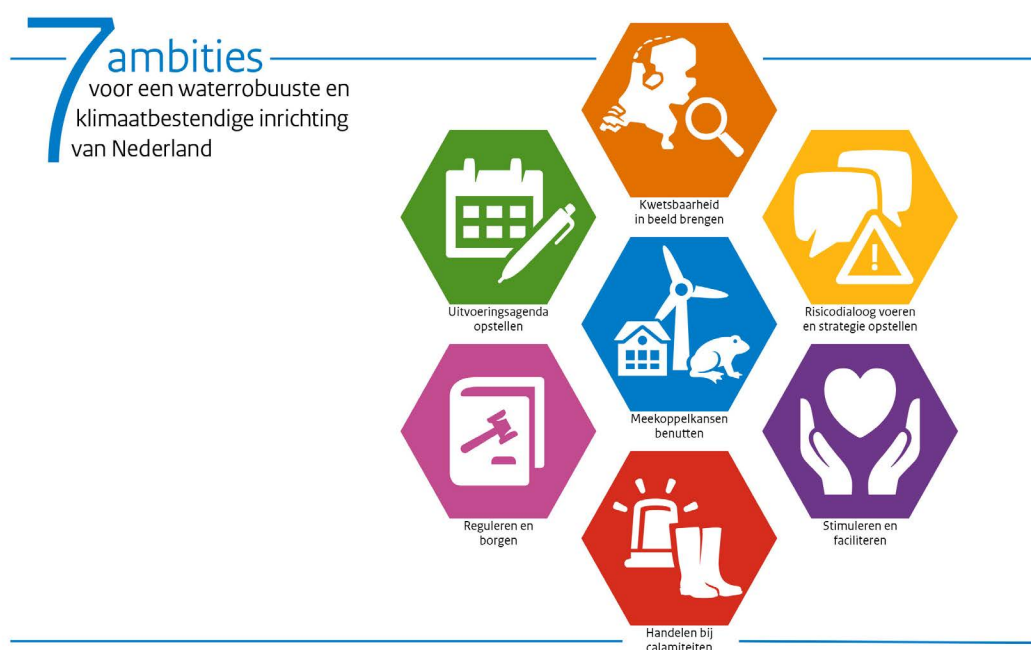 7 ambities
voor een waterrobuuste en
klimaatbestendige inrichting
van Nederland
Kwetsbaarheid
in beeld brengen
Uitvoeringsagenda
opstellen
Risicodialoog voeren
en strategie opstellen
Meekoppelkansen
benutten
Reguleren en
borgen
Stimuleren en
faciliteren
Handelen bij
calamiteiten